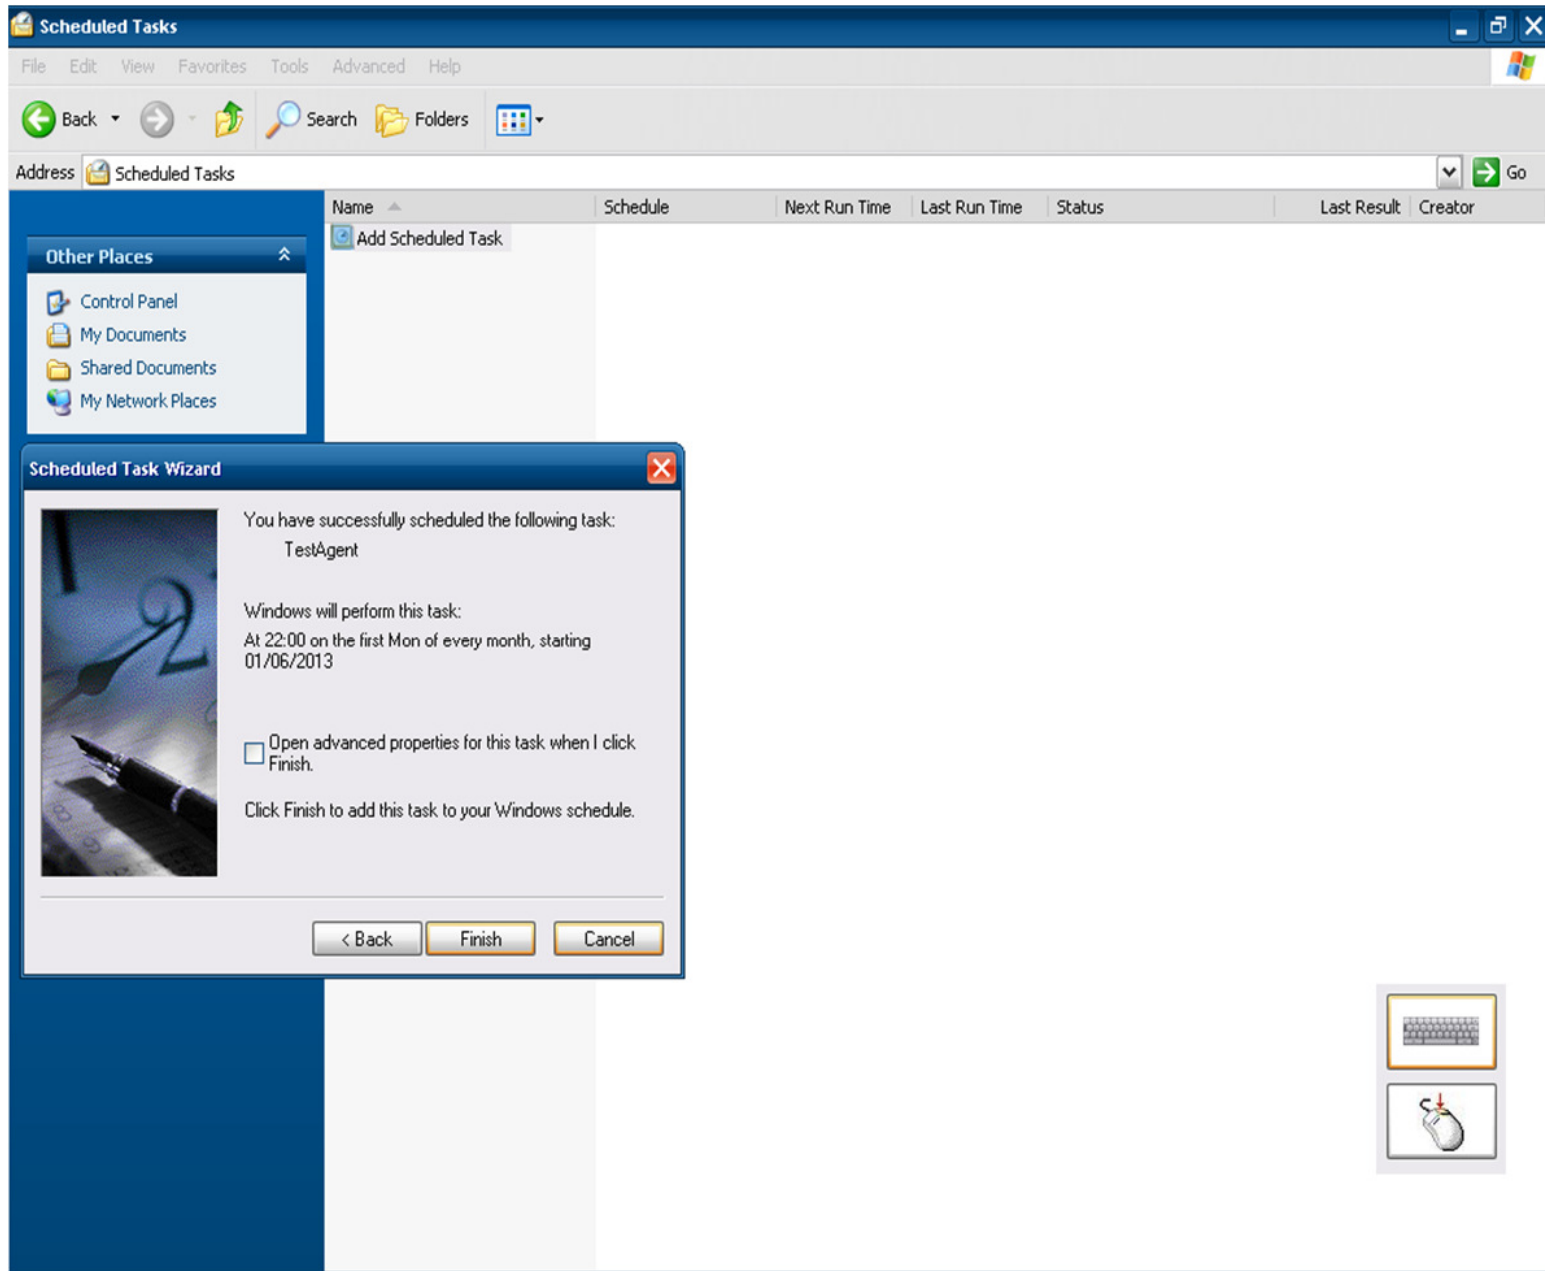 Scheduled Tasks
File Edit View Favorites Tools Advanced Help
Back Search Folders
Address Scheduled Tasks Go
Name Schedule Next Run Time Last Run Time Status Last Result Creator
Add Scheduled Task
Other Places
Control Panel
My Documents
Shared Documents
My Network Places
Scheduled Task Wizard
You have successfully scheduled the following task:
TestAgent
Windows will perform this task:
At 22:00 on the first Mon of every month, starting
01/06/2013
Open advanced properties for this task when I click
Finish.
Click Finish to add this task to your Windows schedule.
< Back Finish Cancel